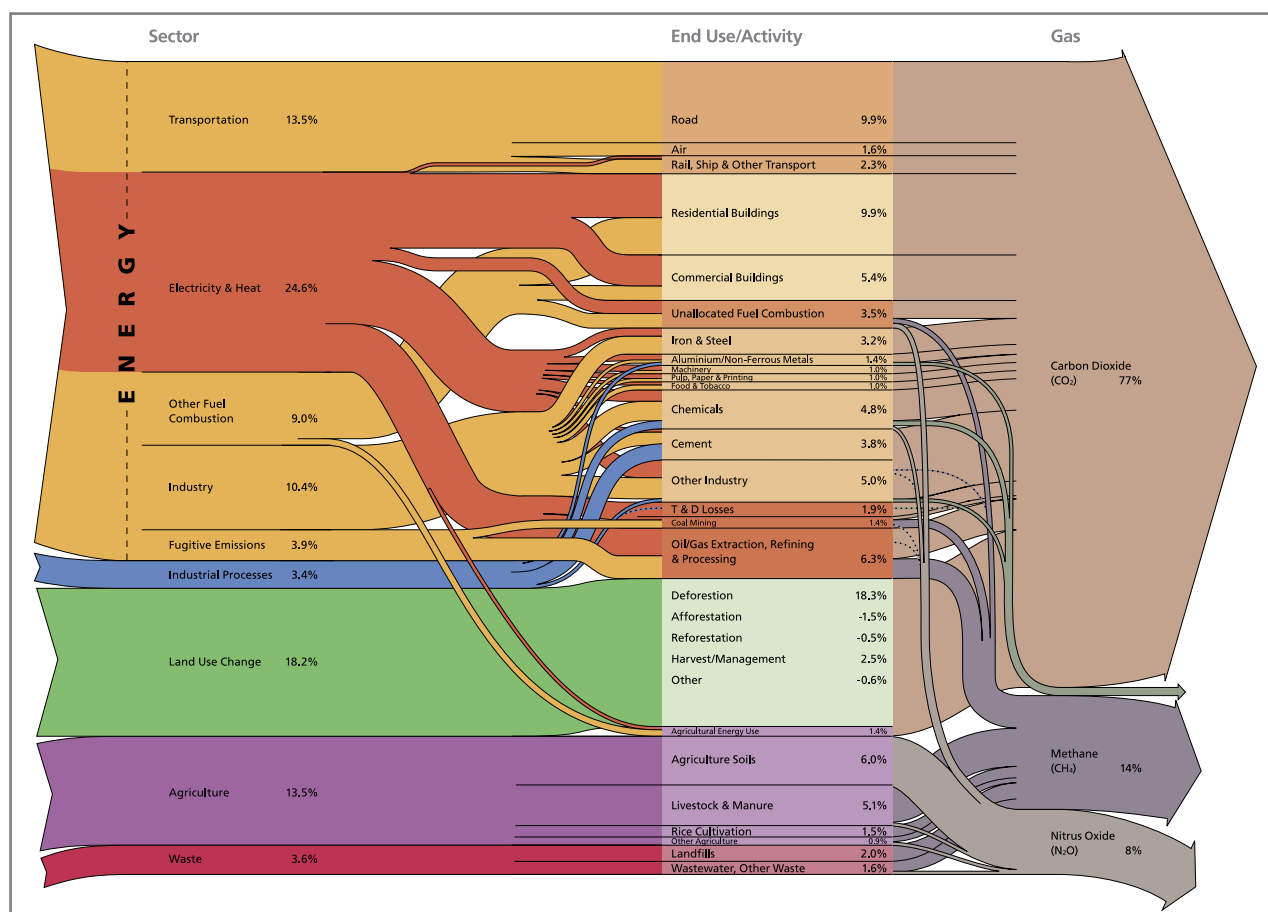 Sector
End Use/Activity
Gas
ENERGY
Transportation 13.5%
Electricity & Heat 24.6%
Other Fuel
Combustion 9.0%
Industry 10.4%
Fugitive Emissions 3.9%
Industrial Processes 3.4%
Land Use Change 18.2%
Agriculture 13.5%
Waste 3.6%
Road 9.9%
Air 1.6%
Rail, Ship & Other Transport 2.3%
Residential Buildings 9.9%
Commercial Buildings 5.4%
Unallocated Fuel Combustion 3.5%
Iron & Steel 3.2%
Aluminium/Non-Ferrous Metals 1.4%
Machinery 1.0%
Pulp, Paper & Printing 1.0%
Food & Tobacco 1.0%
Chemicals 4.8%
Cement 3.8%
Other Industry 5.0%
T & D Losses 1.9%
Coal Mining 1.4%
Oil/Gas Extraction, Refining
& Processing 6.3%
Deforestion 18.3%
Afforestation -1.5%
Reforestation -0.5%
Harvest/Management 2.5%
Other -0.6%
Agricultural Energy Use 1.4%
Agriculture Soils 6.0%
Livestock & Manure 5.1%
Rice Cultivation 1.5%
Other Agriculture 0.9%
Landfills 2.0%
Wastewater, Other Waste 1.6%
Carbon Dioxide
(CO₂) 77%
Methane
(CH₄) 14%
Nitrus Oxide
(N₂O) 8%